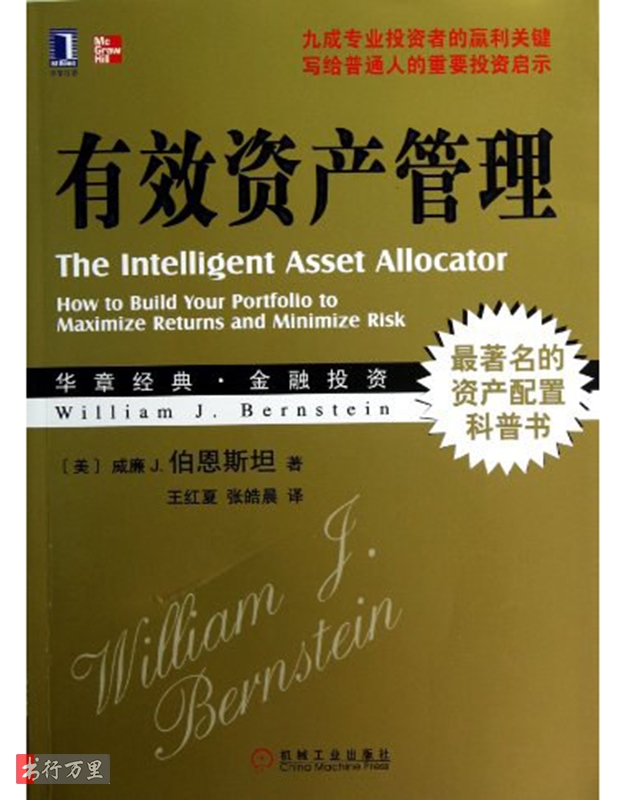 Mc
Graw
Hill
九成专业投资者的赢利关键
写给普通人的重要投资启示
有效资产管理
The Intelligent Asset Allocator
How to Build Your Portfolio to
Maximize Returns and Minimize Risk
华章经典·金融投资
William J. Bernstein
最著名的
资产配置
科普书
〔美〕威廉J.伯恩斯坦 著
王红夏 张皓晨 译
William J.
Bernstein
机械工业出版社
China Machine Press
书行万里